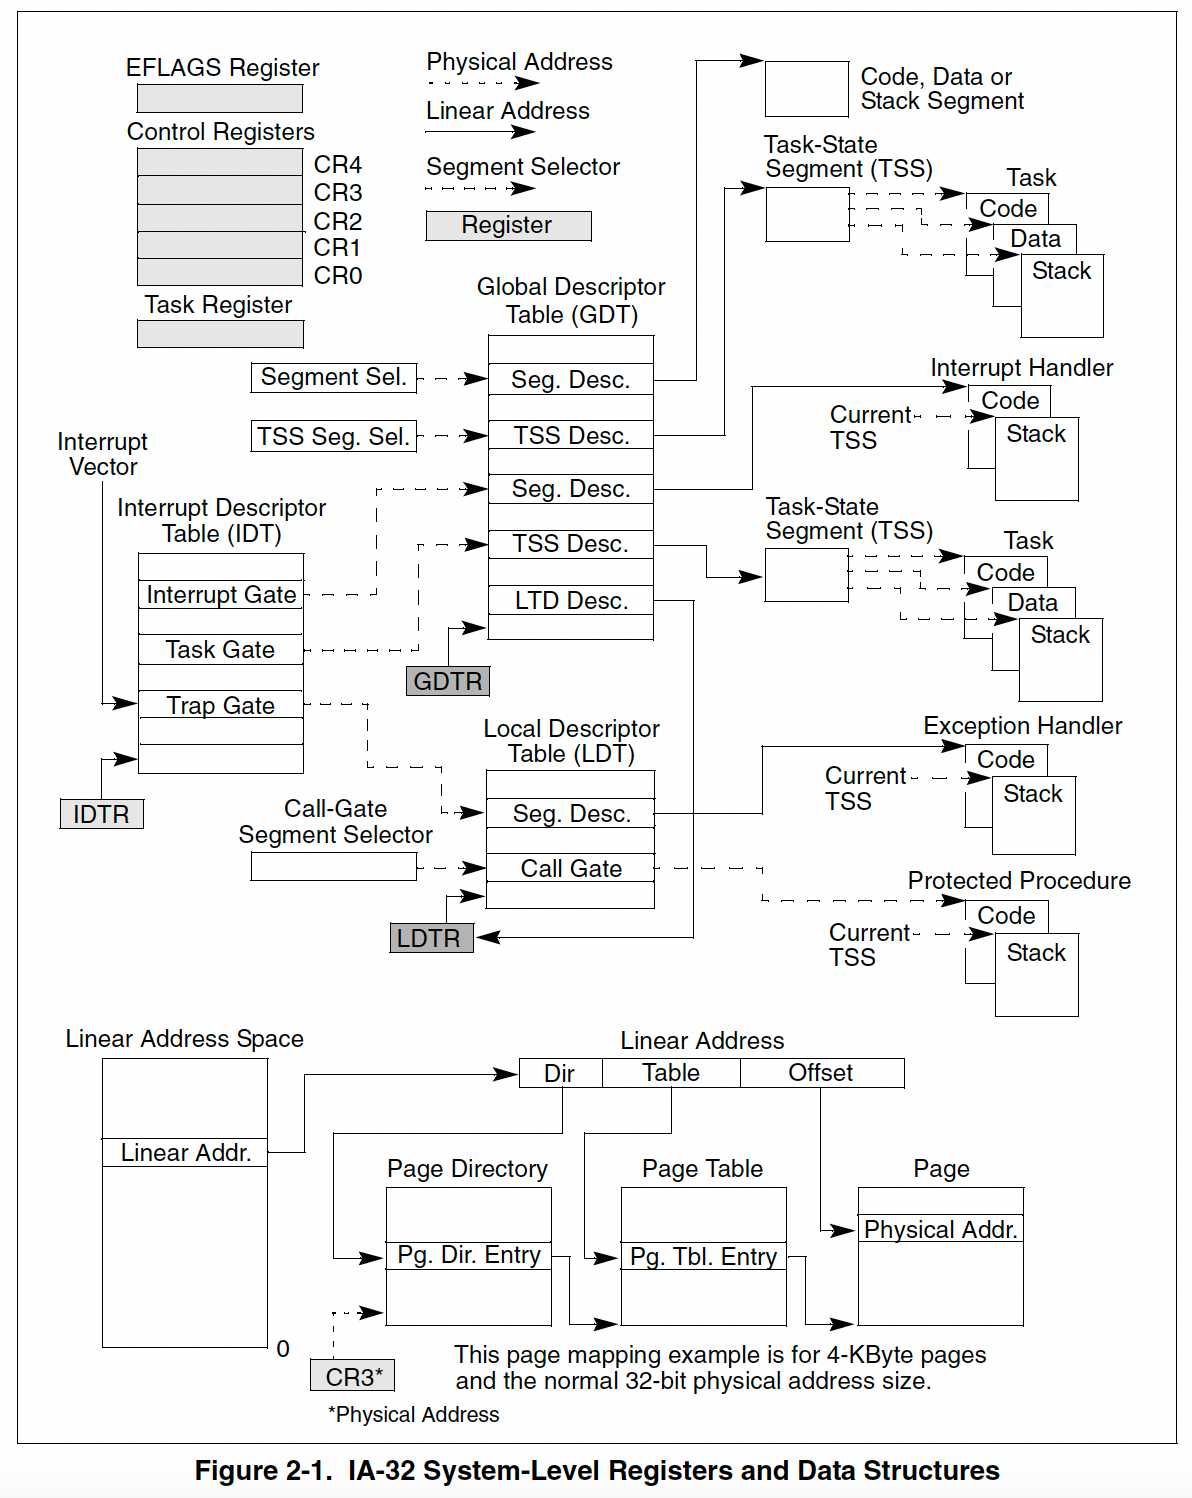 EFLAGS Register
Control Registers
CR4
CR3
CR2
CR1
CR0
Task Register
Physical Address
Linear Address
Segment Selector
Register
Code, Data or
Stack Segment
Task-State
Segment (TSS)
Task
Code
Data
Stack
Global Descriptor
Table (GDT)
Segment Sel.
Seg. Desc.
TSS Seg. Sel.
TSS Desc.
Seg. Desc.
TSS Desc.
LTD Desc.
GDTR
Interrupt Handler
Code
Current
TSS
Stack
Interrupt
Vector
Interrupt Descriptor
Table (IDT)
Interrupt Gate
Task Gate
Trap Gate
IDTR
Task-State
Segment (TSS)
Task
Code
Data
Stack
Local Descriptor
Table (LDT)
Seg. Desc.
Call Gate
LDTR
Call-Gate
Segment Selector
Exception Handler
Code
Current
TSS
Stack
Protected Procedure
Code
Current
TSS
Stack
Linear Address Space
Linear Addr.
0
Linear Address
Dir
Table
Offset
Page Directory
Pg. Dir. Entry
Page Table
Pg. Tbl. Entry
Page
Physical Addr.
CR3*
*Physical Address
This page mapping example is for 4-KByte pages
and the normal 32-bit physical address size.
Figure 2-1. IA-32 System-Level Registers and Data Structures